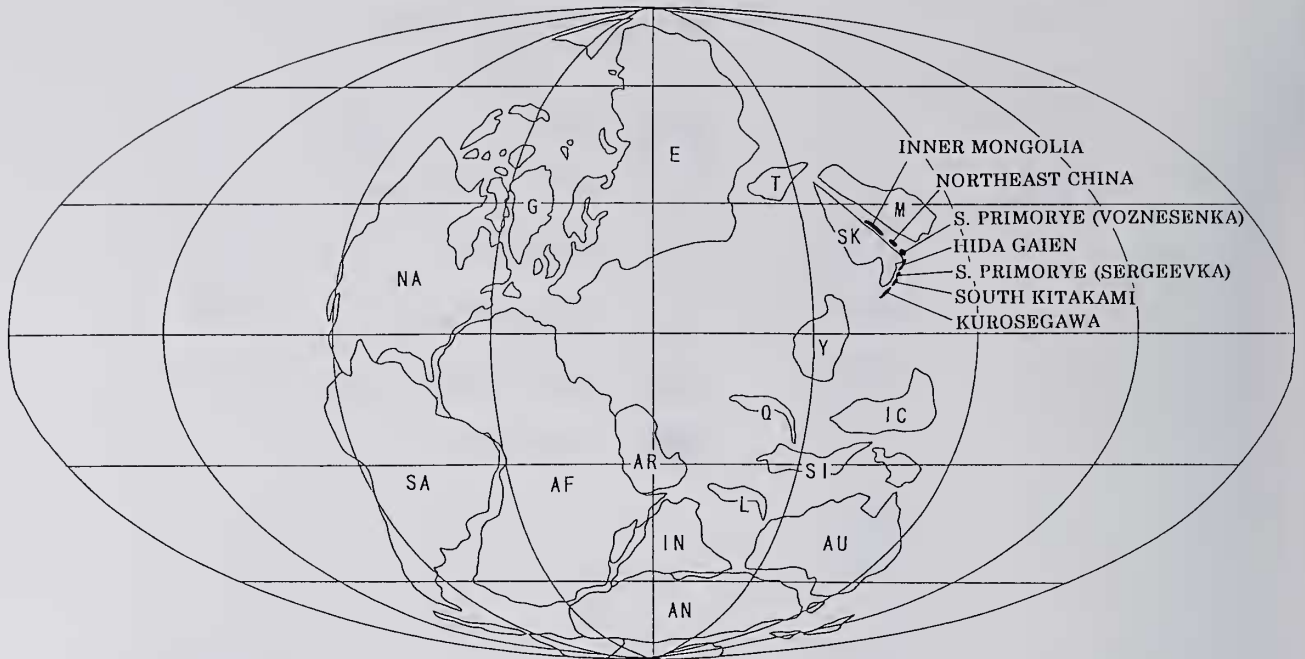 E
INNER MONGOLIA
NORTHEAST CHINA
T
M
S. PRIMORYE (VOZNESENKA)
G
SK
HIDA GAIEN
S. PRIMORYE (SERGEEVKA)
NA
SOUTH KITAKAMI
KUROSEGAWA
Y
Q
IC
AR
SI
SA
AF
L
IN
AU
AN